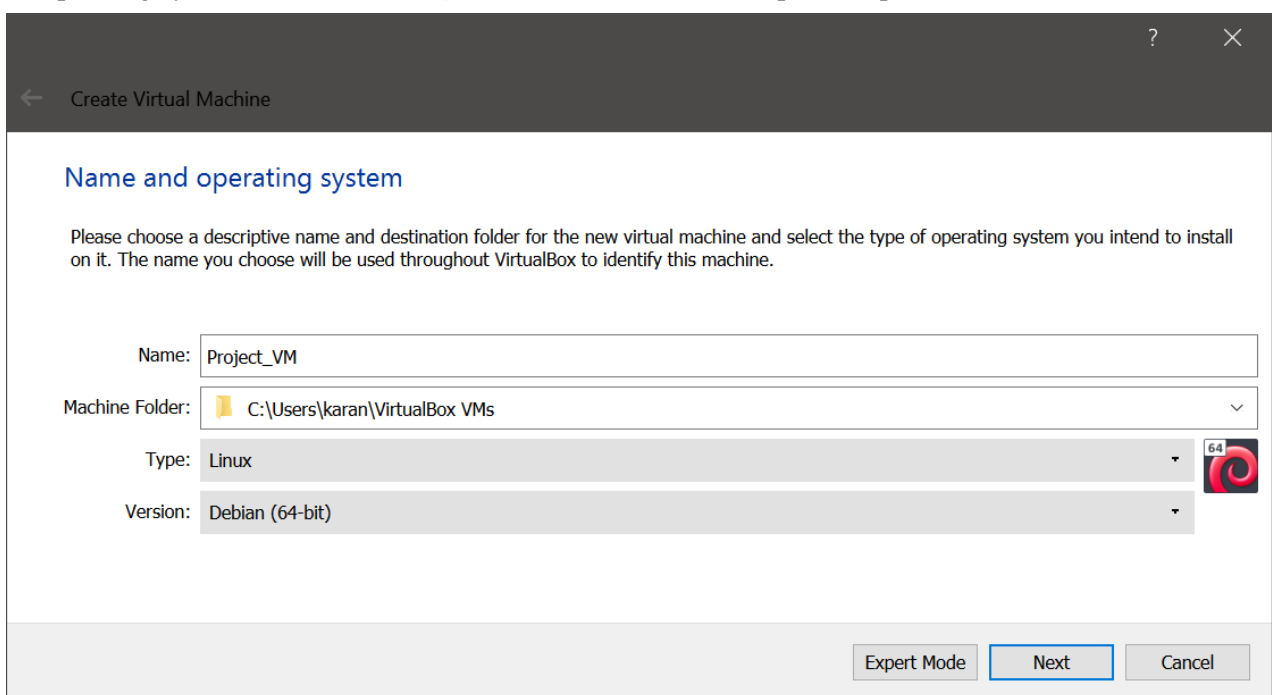 ?
Create Virtual Machine
Name and operating system
Please choose a descriptive name and destination folder for the new virtual machine and select the type of operating system you intend to install
on it. The name you choose will be used throughout VirtualBox to identify this machine.
Name: Project_VM
Machine Folder: C:\Users\karan\VirtualBox VMs
Type: Linux
64
Version: Debian (64-bit)
Expert Mode Next Cancel